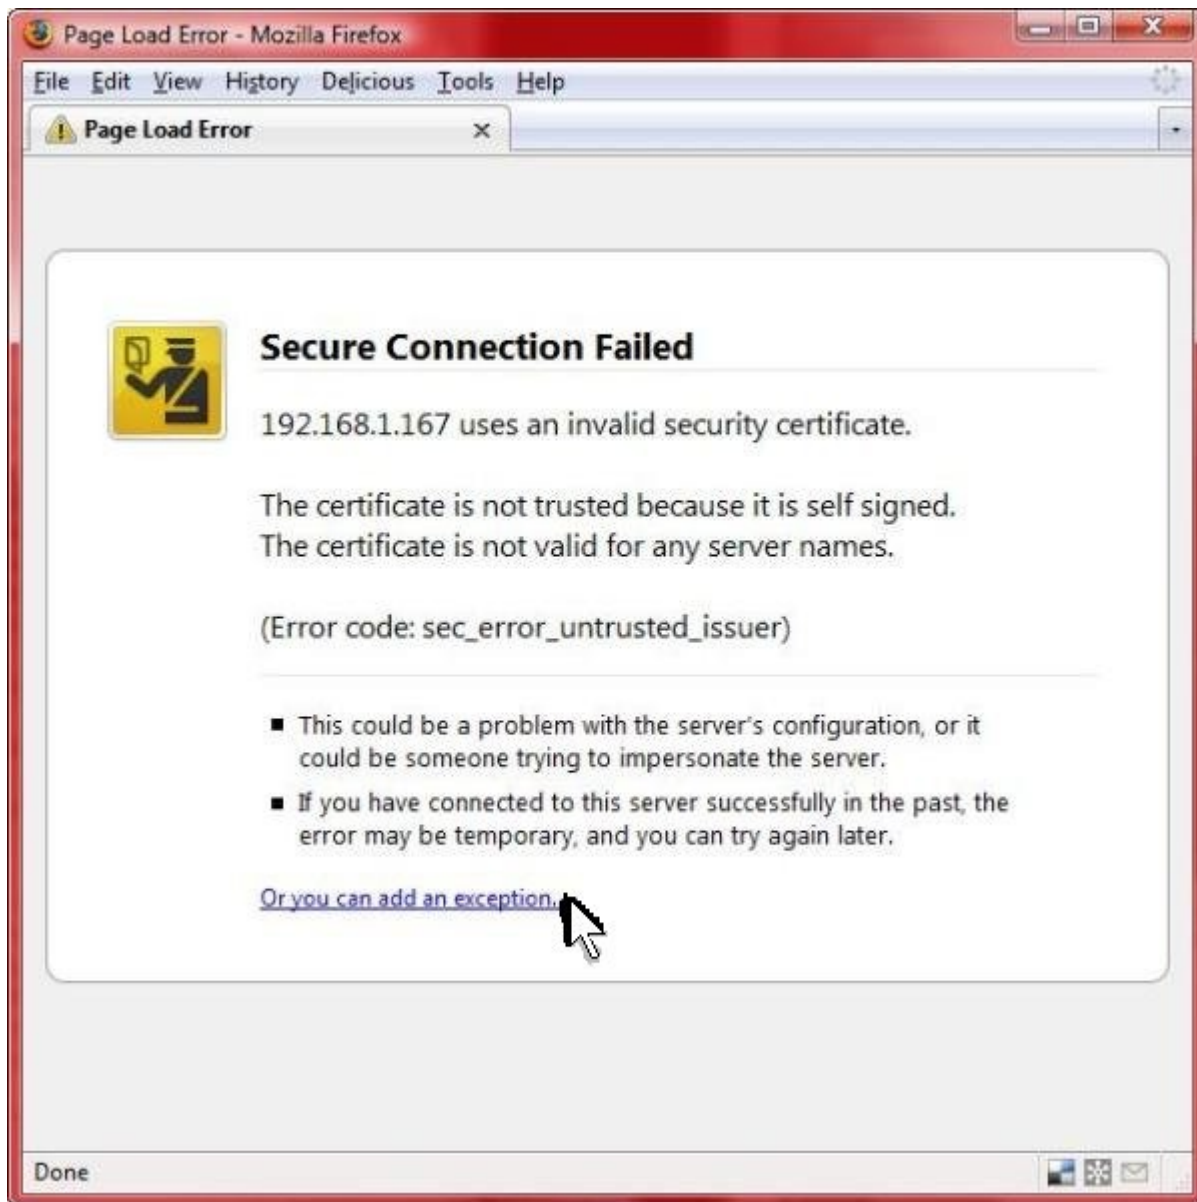 Page Load Error - Mozilla Firefox
File Edit View History Delicious Tools Help
Page Load Error
Secure Connection Failed
192.168.1.167 uses an invalid security certificate.
The certificate is not trusted because it is self signed.
The certificate is not valid for any server names.
(Error code: sec_error_untrusted_issuer)
■ This could be a problem with the server's configuration, or it
could be someone trying to impersonate the server.
■ If you have connected to this server successfully in the past, the
error may be temporary, and you can try again later.
Or you can add an exception..
Done